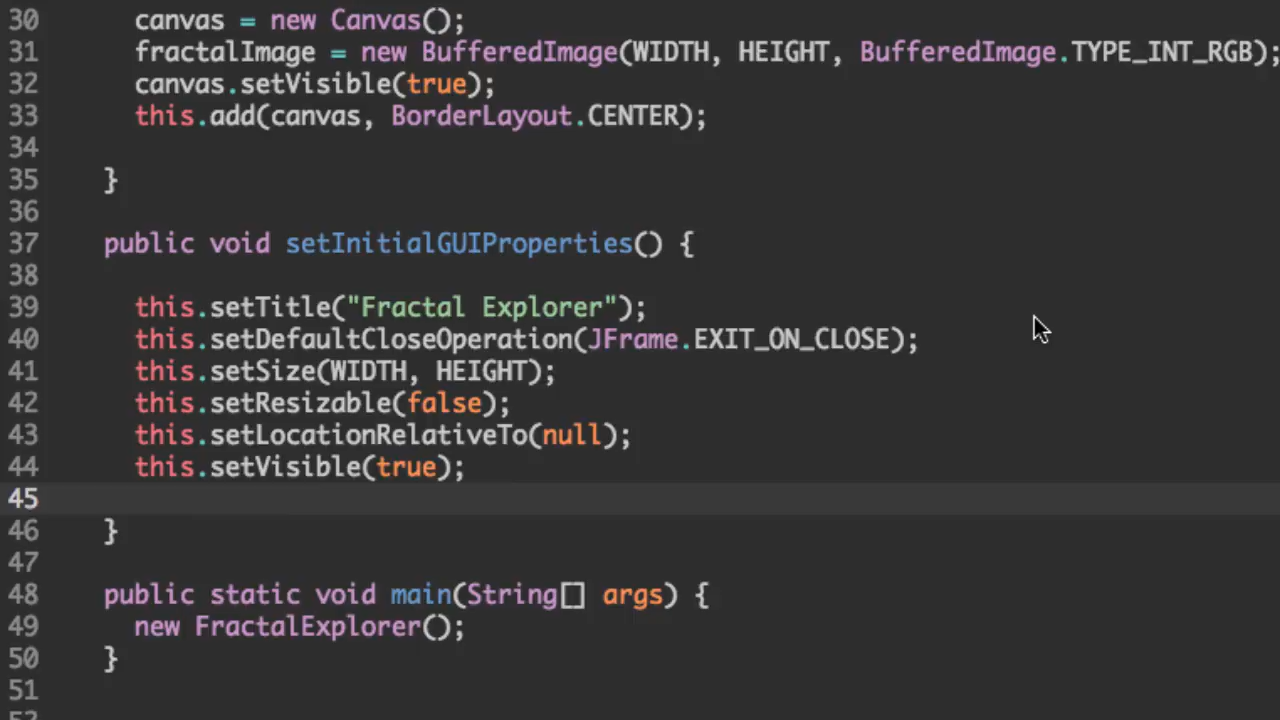 30 canvas = new Canvas();
31 fractalImage = new BufferedImage(WIDTH, HEIGHT, BufferedImage.TYPE_INT_RGB);
32 canvas.setVisible(true);
33 this.add(canvas, BorderLayout.CENTER);
34
35 }
36
37 public void setInitialGUIProperties() {
38
39 this.setTitle("Fractal Explorer");
40 this.setDefaultCloseOperation(JFrame.EXIT_ON_CLOSE);
41 this.setSize(WIDTH, HEIGHT);
42 this.setResizable(false);
43 this.setLocationRelativeTo(null);
44 this.setVisible(true);
45
46 }
47
48 public static void main(String[] args) {
49 new FractalExplorer();
50 }
51